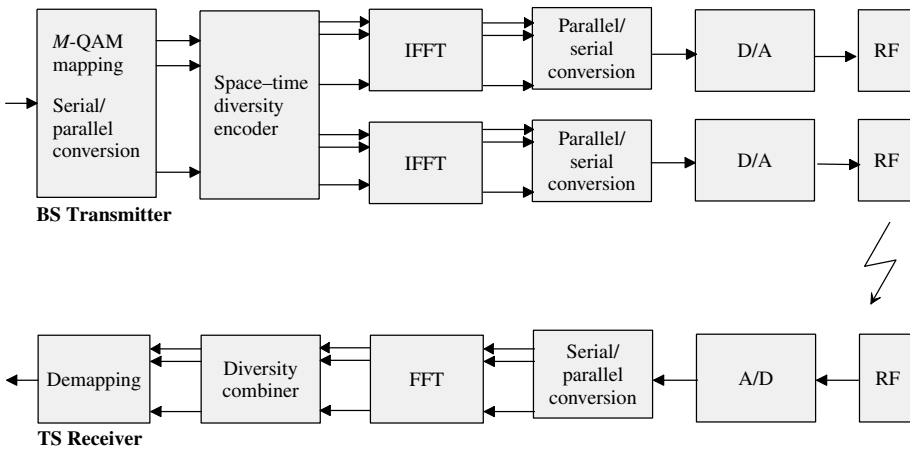 M-QAM
mapping
Serial/
parallel
conversion
Space–time
diversity
encoder
IFFT
Parallel/
serial
conversion
D/A
RF
IFFT
Parallel/
serial
conversion
D/A
RF
BS Transmitter
Demapping
Diversity
combiner
FFT
Serial/
parallel
conversion
A/D
RF
TS Receiver